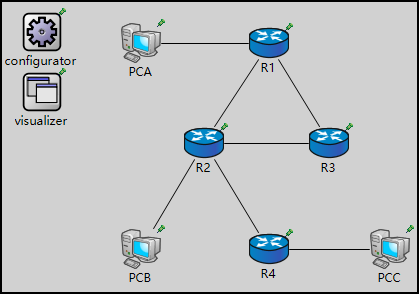 configurator
visualizer
PCA
R1
R2
R3
PCB
R4
PCC